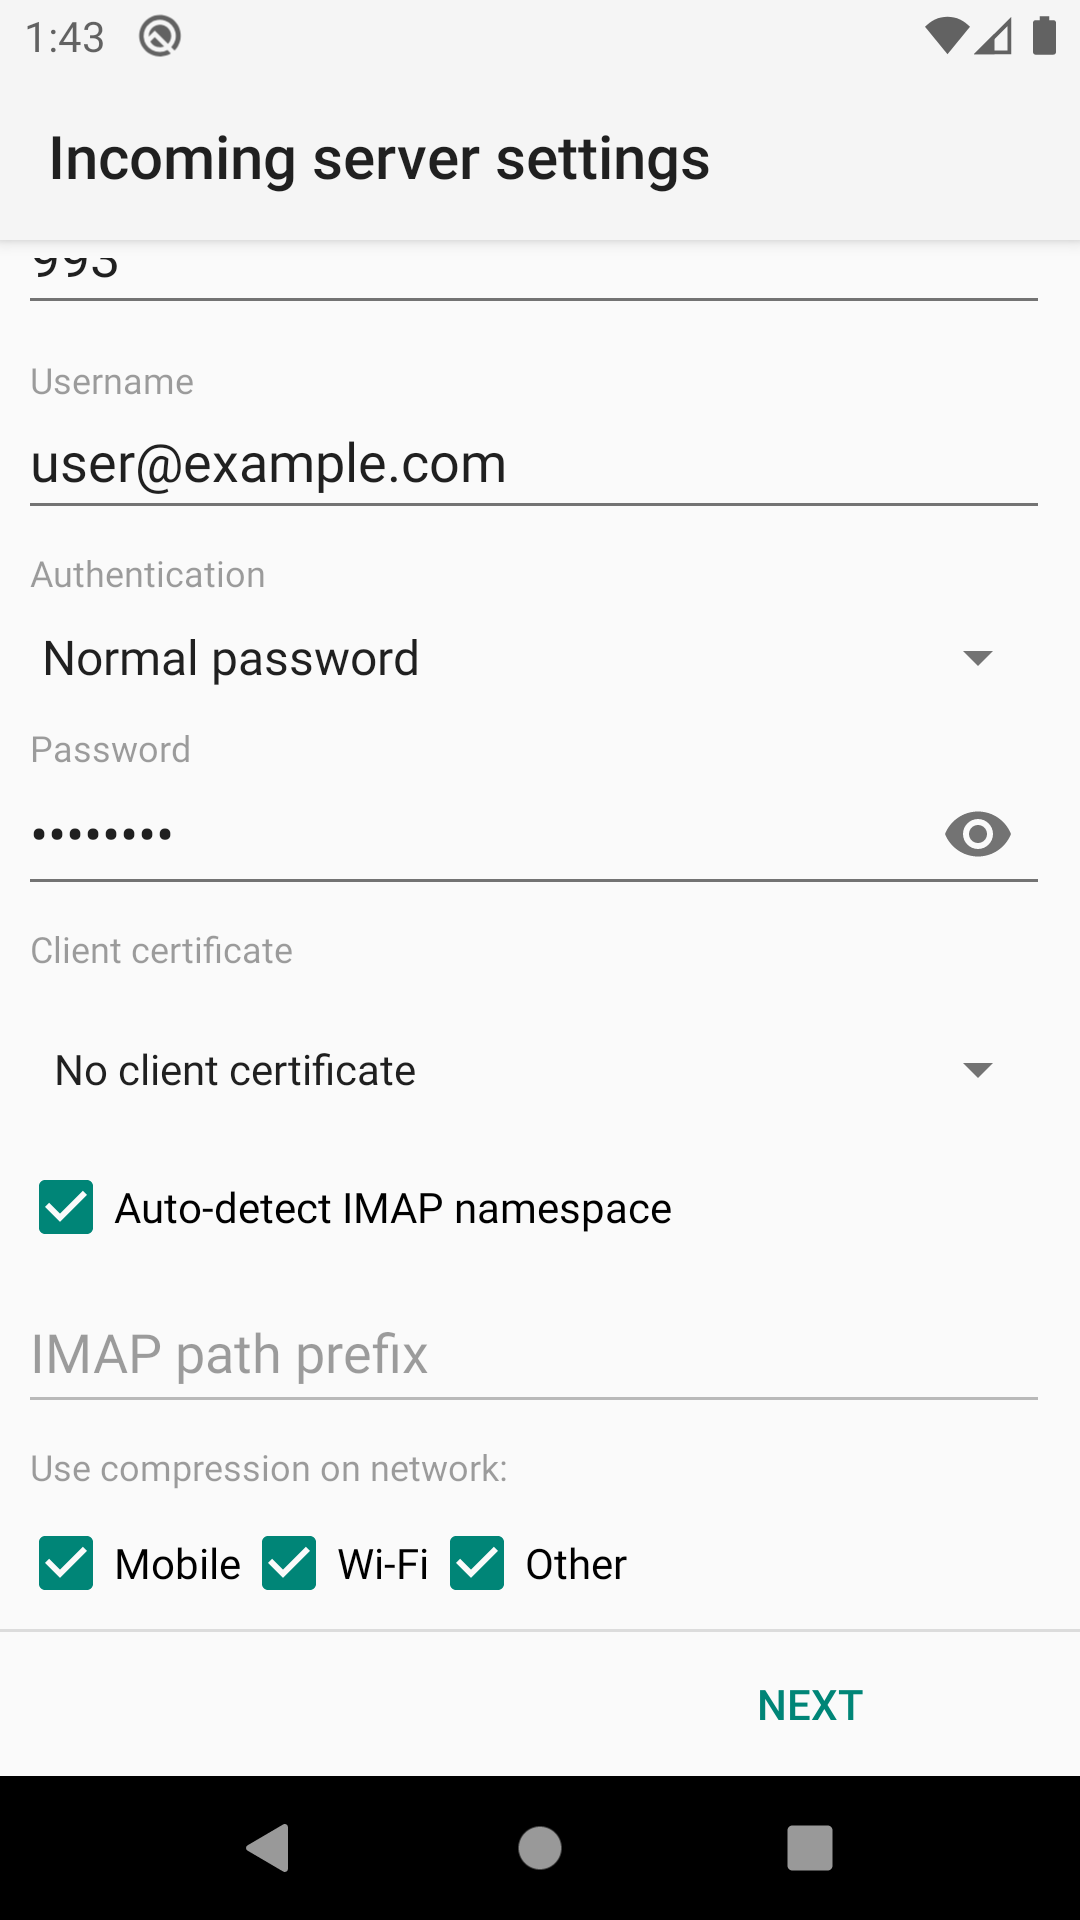 1:43
Incoming server settings
993
Username
user@example.com
Authentication
Normal password
Password
••••••••
Client certificate
No client certificate
Auto-detect IMAP namespace
IMAP path prefix
Use compression on network:
Mobile Wi-Fi Other
NEXT